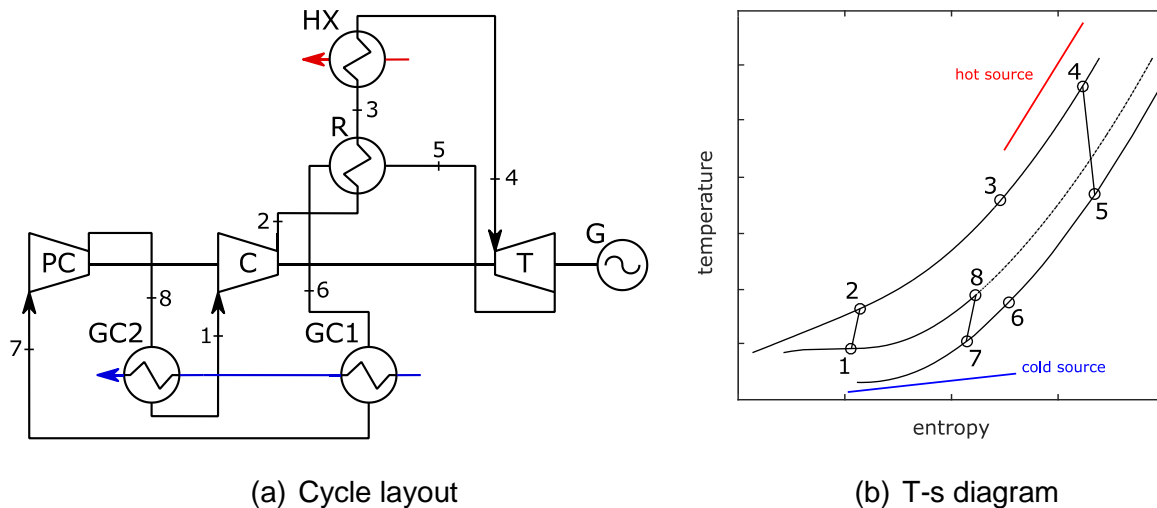 HX
3
R
5
4
2
PC
C
T
G
6
8
7
1
GC2
GC1
(a) Cycle layout
temperature
hot source
4
3
5
2
8
6
1
7
cold source
entropy
(b) T-s diagram